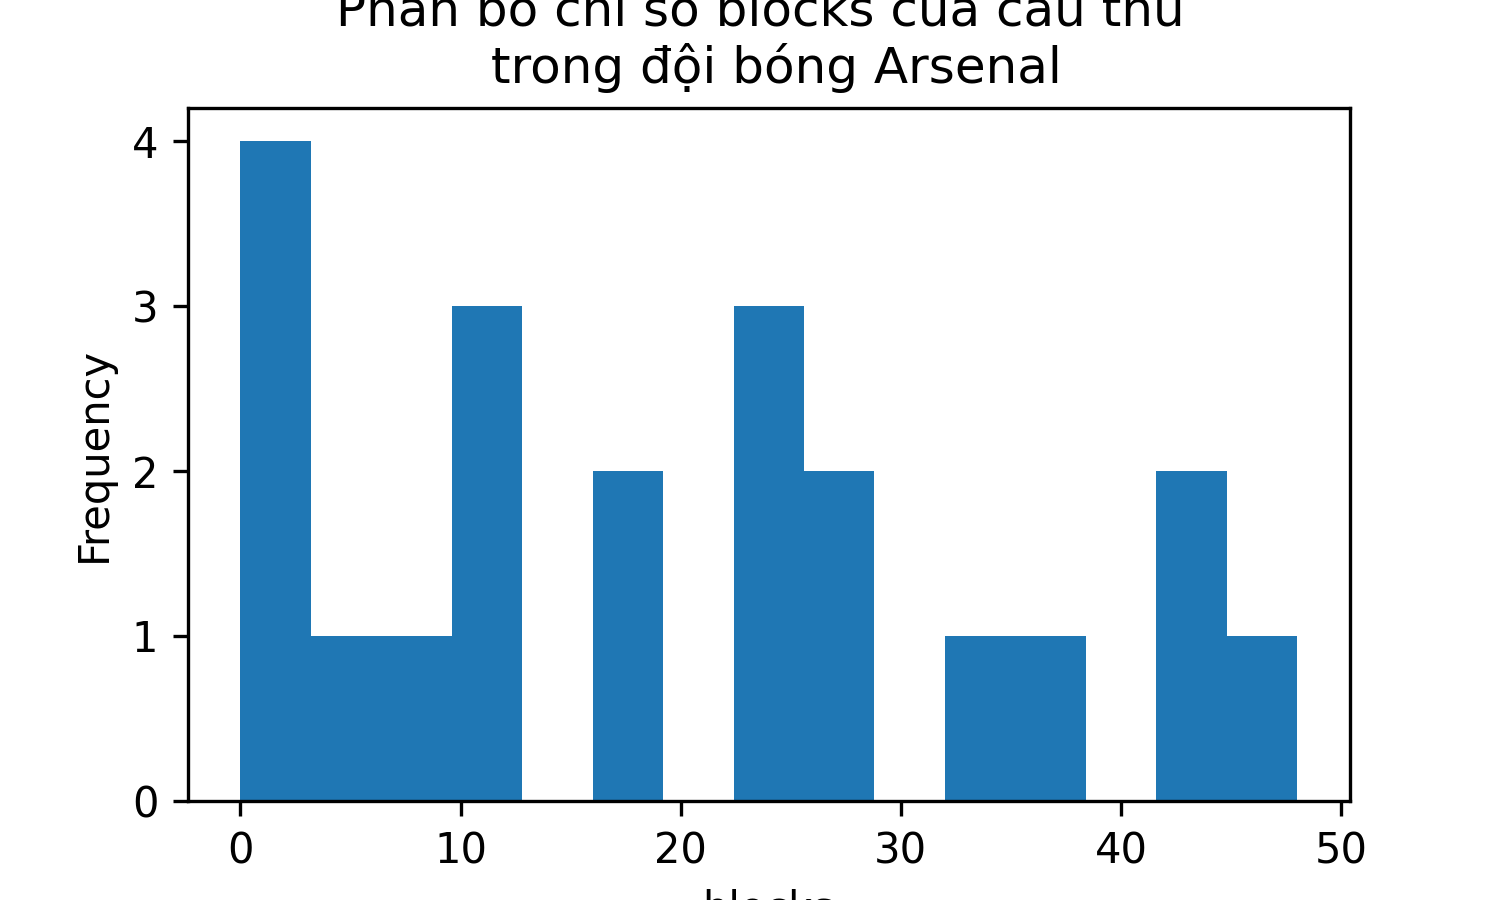 Phân bố chỉ số blocks của cầu thủ
trong đội bóng Arsenal
4
3
2
1
0
Frequency
0 10 20 30 40 50
blocks